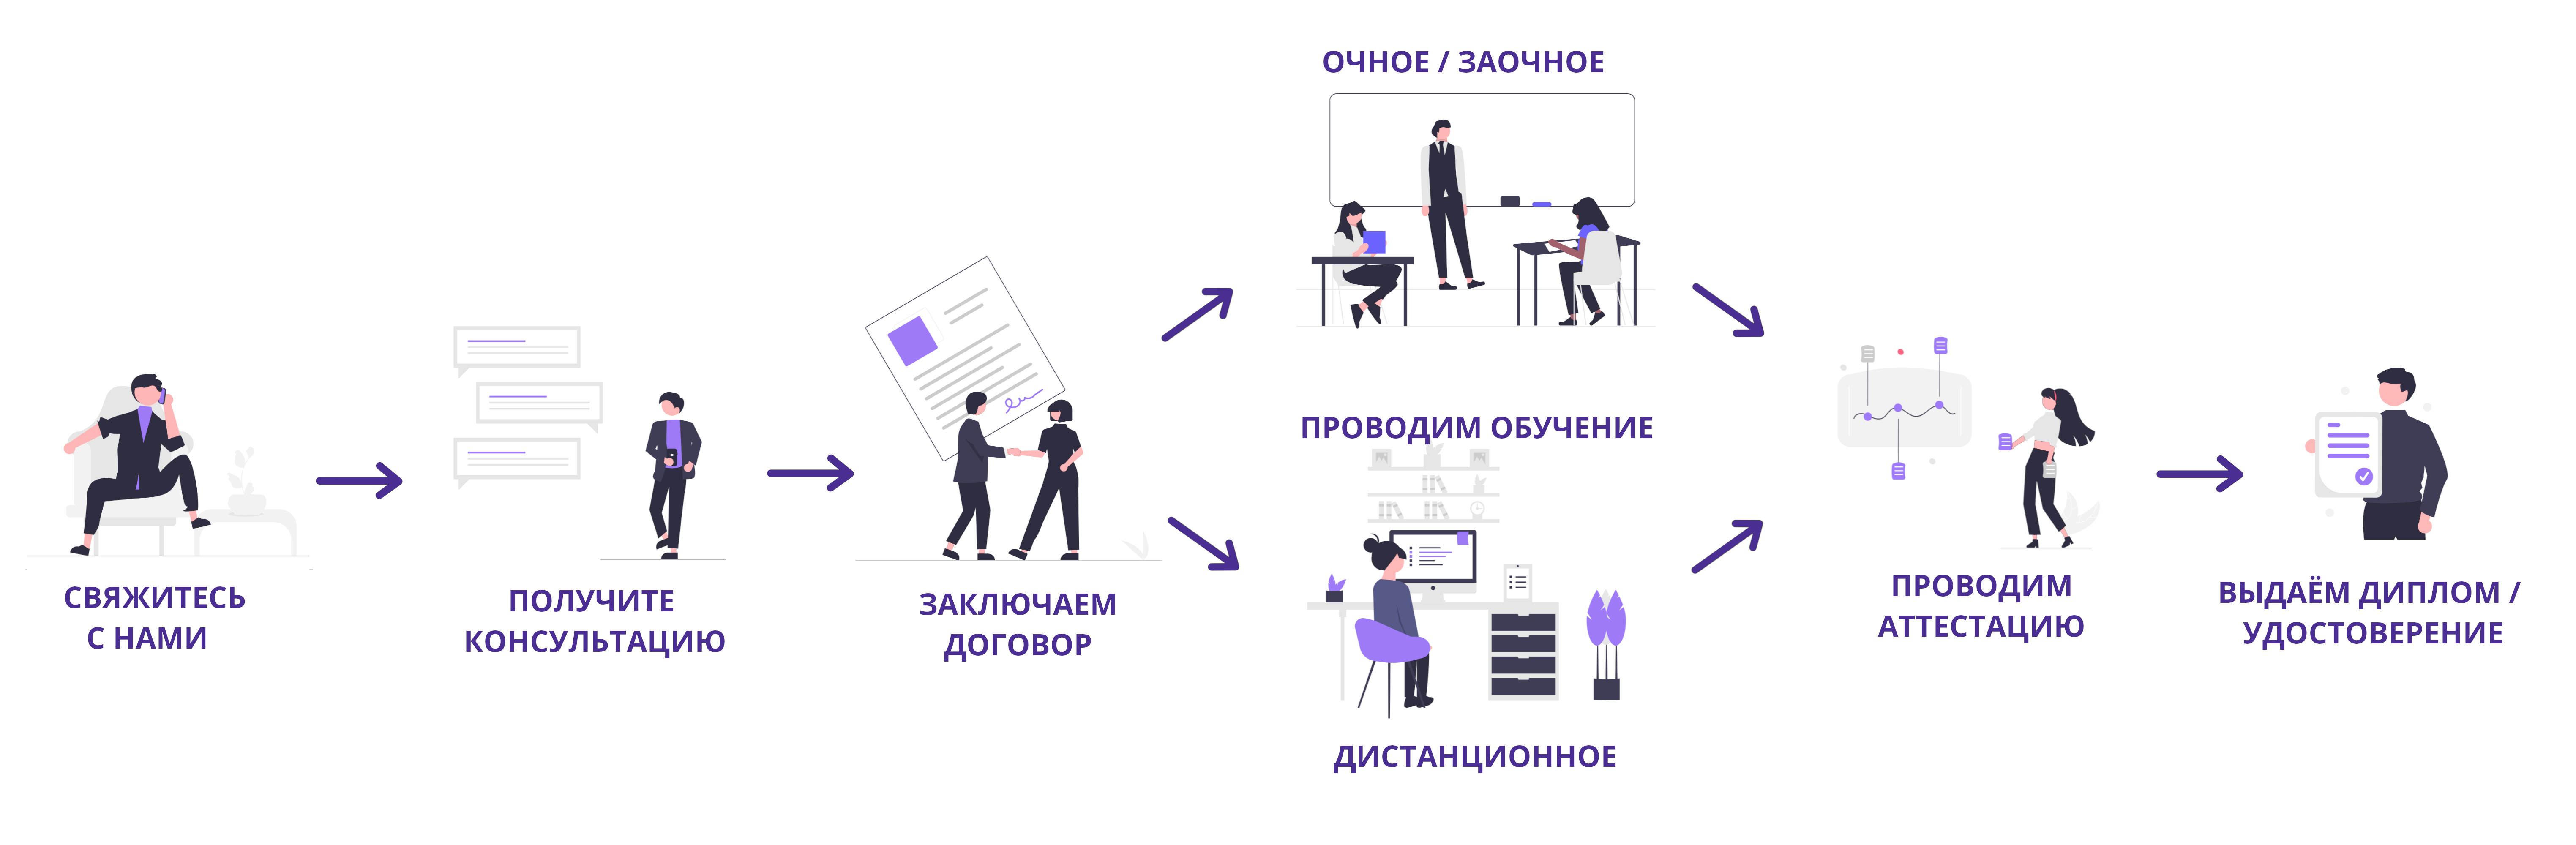 СВЯЖИТЕСЬ
С НАМИ
ПОЛУЧИТЕ
КОНСУЛЬТАЦИЮ
ЗАКЛЮЧАЕМ
ДОГОВОР
ОЧНОЕ / ЗАОЧНОЕ
ПРОВОДИМ ОБУЧЕНИЕ
ДИСТАНЦИОННОЕ
ПРОВОДИМ
АТТЕСТАЦИЮ
ВЫДАЁМ ДИПЛОМ /
УДОСТОВЕРЕНИЕ